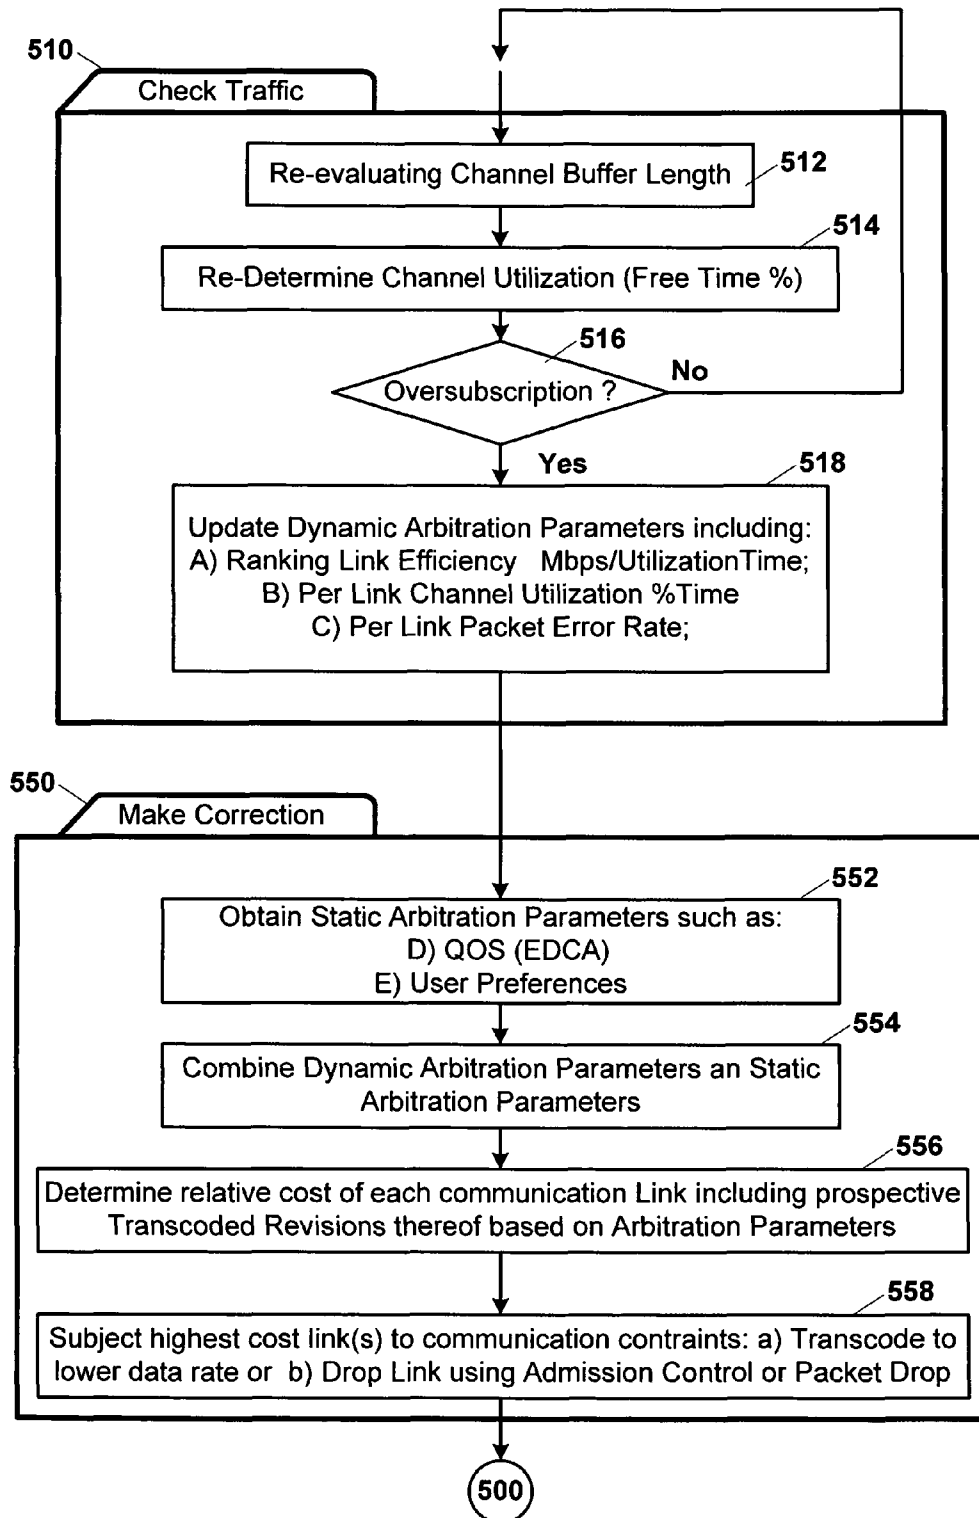 510
Check Traffic
Re-evaluating Channel Buffer Length
512
514
Re-Determine Channel Utilization (Free Time %)
516
Oversubscription ?
No
Yes
518
Update Dynamic Arbitration Parameters including:
A) Ranking Link Efficiency Mbps/UtilizationTime;
B) Per Link Channel Utilization %Time
C) Per Link Packet Error Rate;
550
Make Correction
552
Obtain Static Arbitration Parameters such as:
D) QOS (EDCA)
E) User Preferences
554
Combine Dynamic Arbitration Parameters an Static
Arbitration Parameters
556
Determine relative cost of each communication Link including prospective
Transcoded Revisions thereof based on Arbitration Parameters
558
Subject highest cost link(s) to communication contraints: a) Transcode to
lower data rate or b) Drop Link using Admission Control or Packet Drop
500